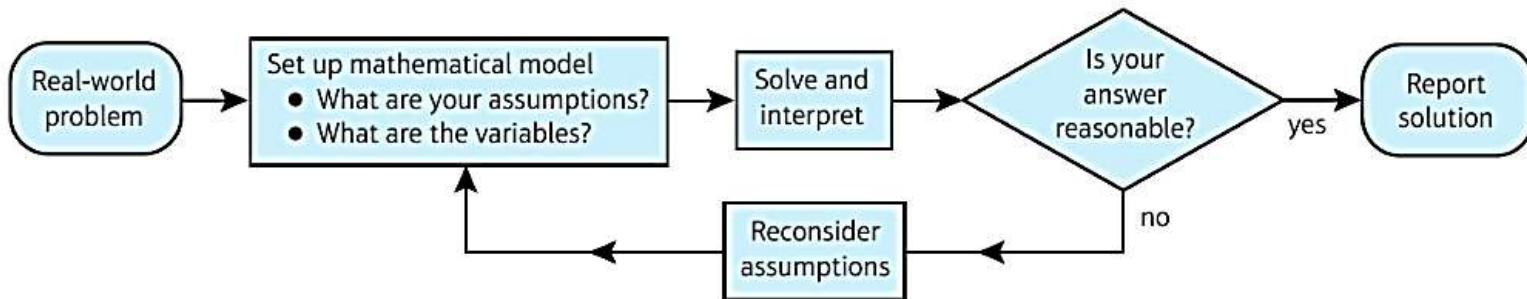 Real-world
problem
Set up mathematical model
● What are your assumptions?
● What are the variables?
Solve and
interpret
Is your
answer
reasonable?
yes
Report
solution
no
Reconsider
assumptions